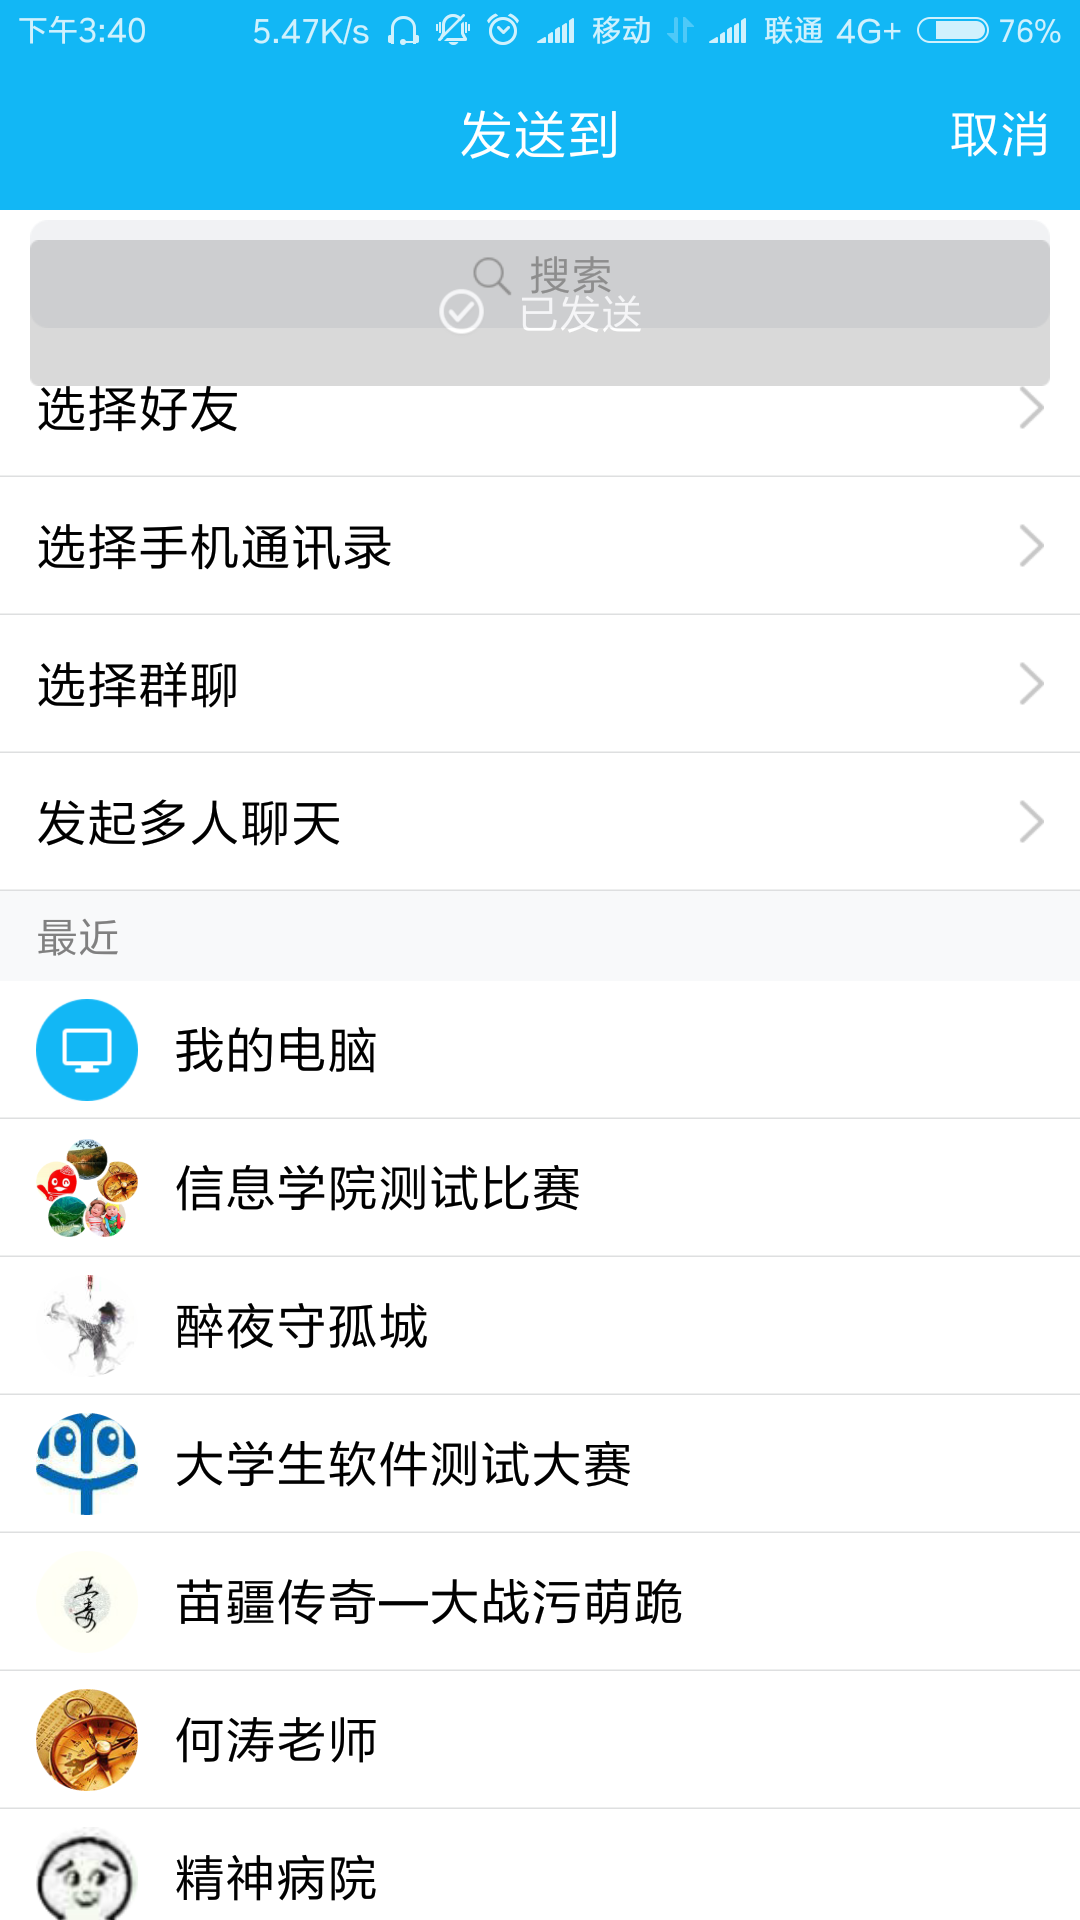 下午3:40 5.47K/s 移动 联通 4G+ 76%
发送到 取消
搜索
已发送
选择好友
选择手机通讯录
选择群聊
发起多人聊天
最近
我的电脑
信息学院测试比赛
醉夜守孤城
大学生软件测试大赛
苗疆传奇—大战污萌跪
何涛老师
精神病院